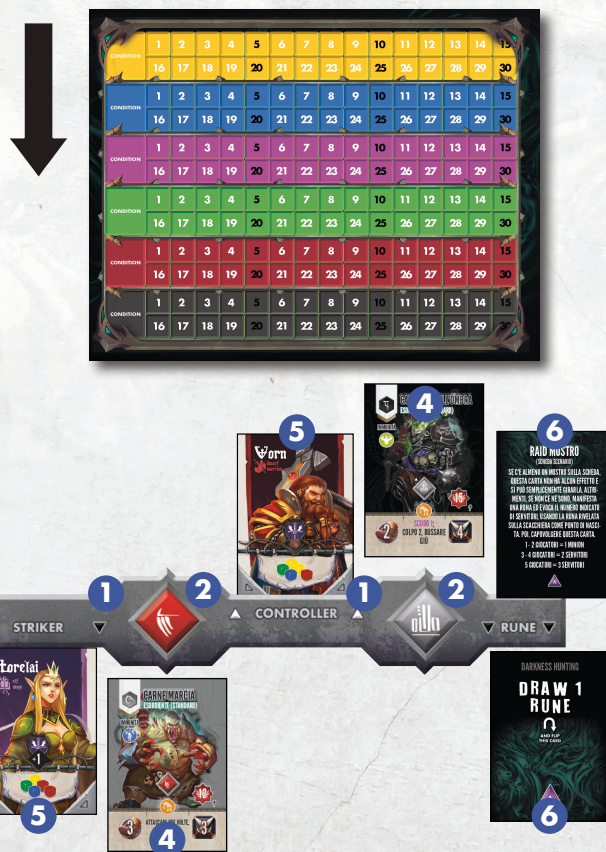 CONDITION
1 2 3 4 5 6 7 8 9 10 11 12 13 14 15
16 17 18 19 20 21 22 23 24 25 26 27 28 29 30
CONDITION
1 2 3 4 5 6 7 8 9 10 11 12 13 14 15
16 17 18 19 20 21 22 23 24 25 26 27 28 29 30
CONDITION
1 2 3 4 5 6 7 8 9 10 11 12 13 14 15
16 17 18 19 20 21 22 23 24 25 26 27 28 29 30
CONDITION
1 2 3 4 5 6 7 8 9 10 11 12 13 14 15
16 17 18 19 20 21 22 23 24 25 26 27 28 29 30
CONDITION
1 2 3 4 5 6 7 8 9 10 11 12 13 14 15
16 17 18 19 20 21 22 23 24 25 26 27 28 29 30
CONDITION
1 2 3 4 5 6 7 8 9 10 11 12 13 14 15
16 17 18 19 20 21 22 23 24 25 26 27 28 29 30
5
Vorn
dwarf
4
IMMUNITÀ
16
2
SCUDO 1;
COLPO 2, BUSSARE
GIÙ
4
6
RAID MOSTRO
(SCHEDA SCENARIO)
SE C'È ALMENO UN MOSTRO SULLA SCHEDA,
QUESTA CARTA NON HA ALCUN EFFETTO E
SI PUÒ SEMPLICEMENTE GIRARLA, ALTRI-
MENTI, SE NON CE NE SONO, MANIFESTA
UNA RUNA ED EVOCA IL NUMERO INDICATO
DI SERVITORI, USANDO LA RUNA RIVELATA
SULLA SCACCHIERA COME PUNTO DI NASCI-
TA. POI, CAPOVOLGERE QUESTA CARTA.
1 - 2 GIOCATORI = 1 MINION
3 - 4 GIOCATORI = 2 SERVITORI
5 GIOCATORI = 3 SERVITORI
STRIKER
1
2
CONTROLLER
1
2
RUNE
Lorelai
elf
mage
+1
5
CARNE MARCIA
ESORDIENTE (STANDARD)
IMMUNITÀ
12
3
ATTACCARE
VOLTE,
3
4
DARKNESS HUNTING
DRAW 1
RUNE
AND FLIP
THIS CARD
6